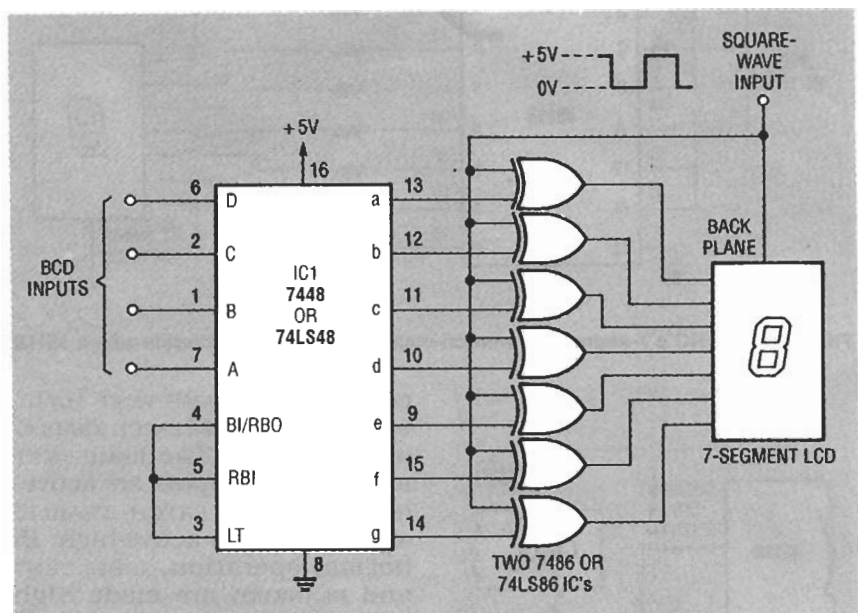 +5V
0V
SQUARE-
WAVE
INPUT
+5V
16
6 D a 13
2 C b 12
BCD
INPUTS
IC1
7448
OR
74LS48
1 B c 11
7 A d 10
4 BI/RBO e 9
5 RBI f 15
3 LT g 14
8
BACK
PLANE
8
7-SEGMENT LCD
TWO 7486 OR
74LS86 IC's